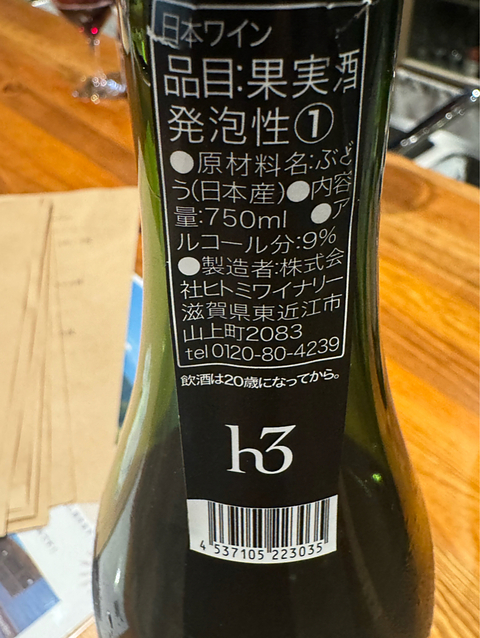 日本ワイン
品目:果実酒
発泡性①
●原材料名:ぶど
う(日本産)●内容
量:750ml ●ア
ルコール分:9%
●製造者:株式会
社ヒトミワイナリー
滋賀県東近江市
山上町2083
tel 0120-80-4239
飲酒は20歳になってから。
h3
4 537105 223035